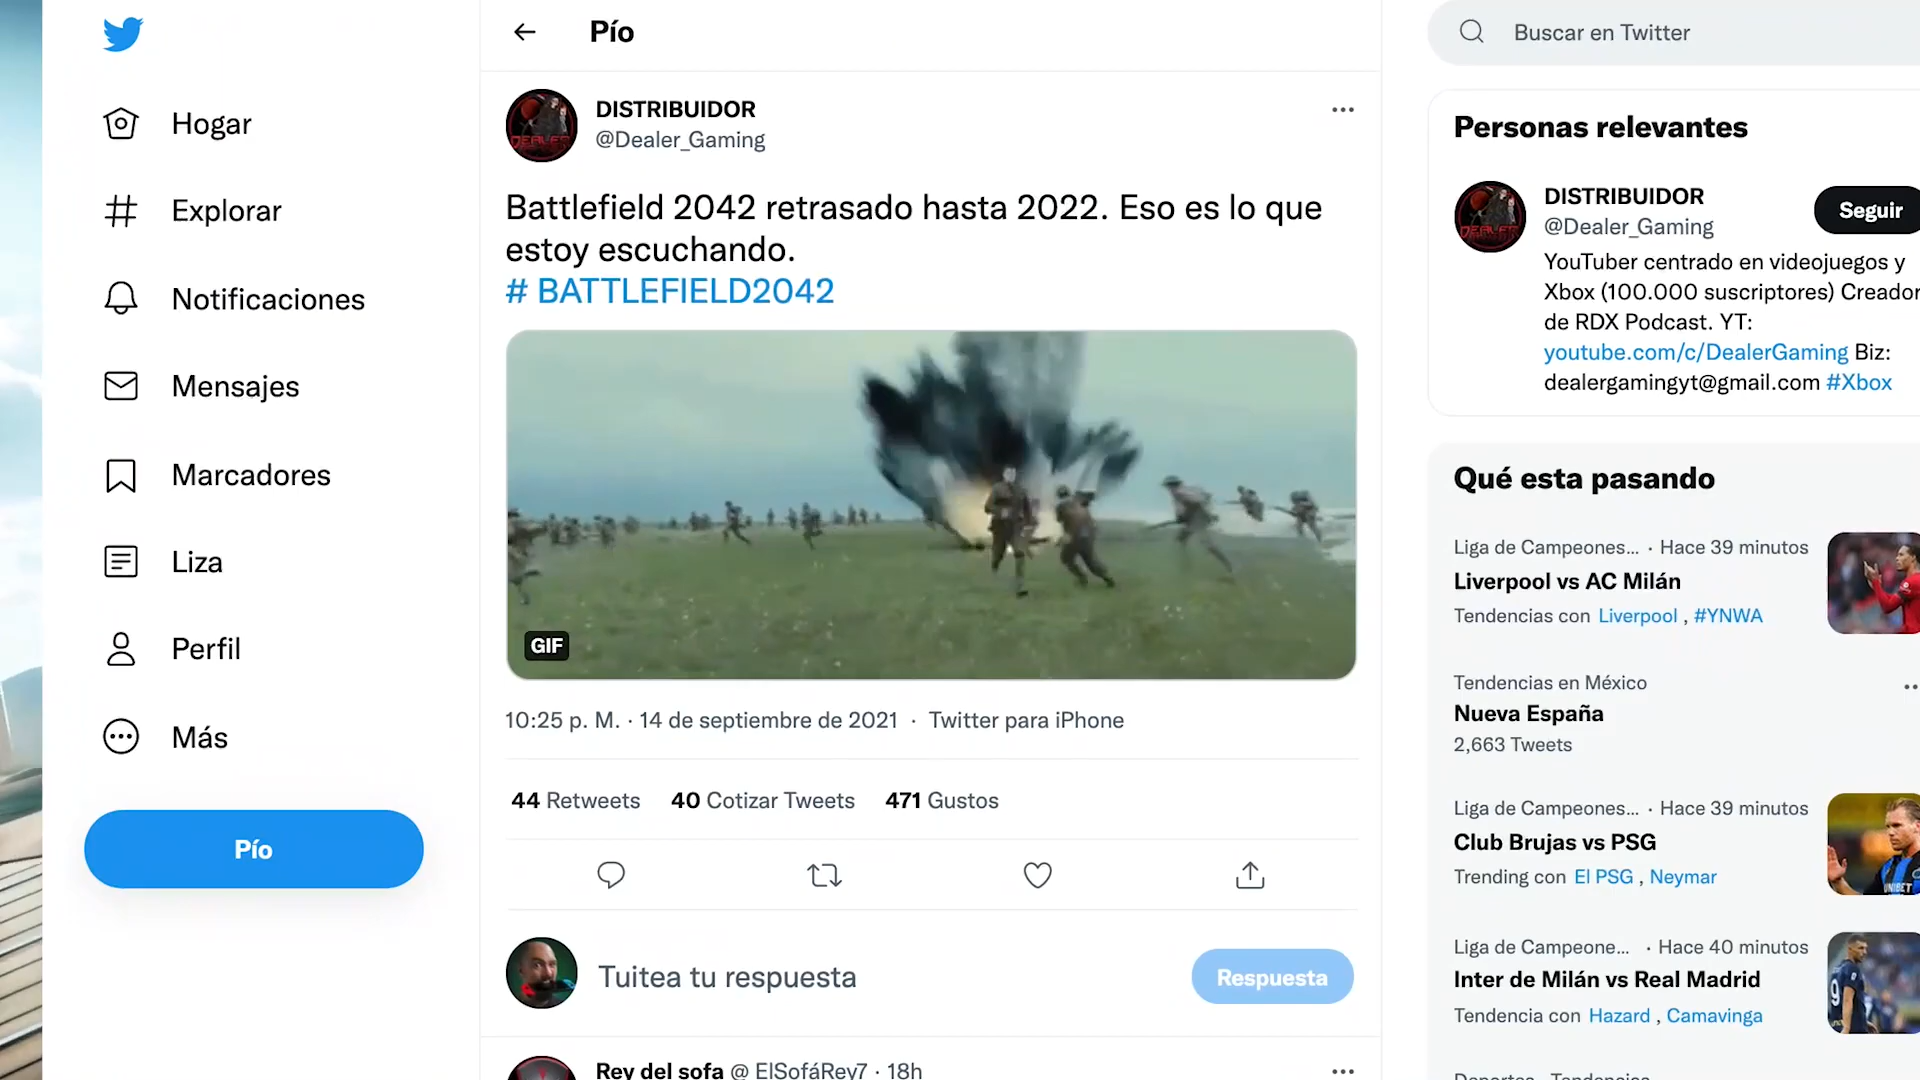 Hogar
Explorar
Notificaciones
Mensajes
Marcadores
Liza
Perfil
Más
Pío
Pío
DISTRIBUIDOR
@Dealer_Gaming
Battlefield 2042 retrasado hasta 2022. Eso es lo que
estoy escuchando.
# BATTLEFIELD2042
GIF
10:25 p. M. · 14 de septiembre de 2021 · Twitter para iPhone
44 Retweets 40 Cotizar Tweets 471 Gustos
Tuitea tu respuesta
Respuesta
Rey del sofa @ ElSofáRey7 · 18h
Buscar en Twitter
Personas relevantes
DISTRIBUIDOR
@Dealer_Gaming
Seguir
YouTuber centrado en videojuegos y
Xbox (100.000 suscriptores) Creador
de RDX Podcast. YT:
youtube.com/c/DealerGaming Biz:
dealergamingyt@gmail.com #Xbox
Qué esta pasando
Liga de Campeones... · Hace 39 minutos
Liverpool vs AC Milán
Tendencias con Liverpool , #YNWA
Tendencias en México
Nueva España
2,663 Tweets
Liga de Campeones... · Hace 39 minutos
Club Brujas vs PSG
Trending con El PSG , Neymar
Liga de Campeone... · Hace 40 minutos
Inter de Milán vs Real Madrid
Tendencia con Hazard , Camavinga